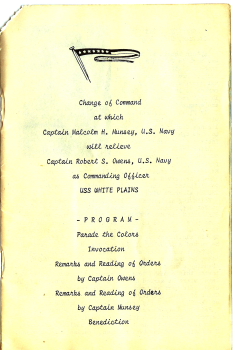 Change of Command
at which
Captain Malcolm H. Munsey, U.S. Navy
will relieve
Captain Robert S. Owens, U.S. Navy
as Commanding Officer
USS WHITE PLAINS
- P R O G R A M -
Parade the Colors
Invocation
Remarks and Reading of Orders
by Captain Owens
Remarks and Reading of Orders
by Captain Munsey
Benediction